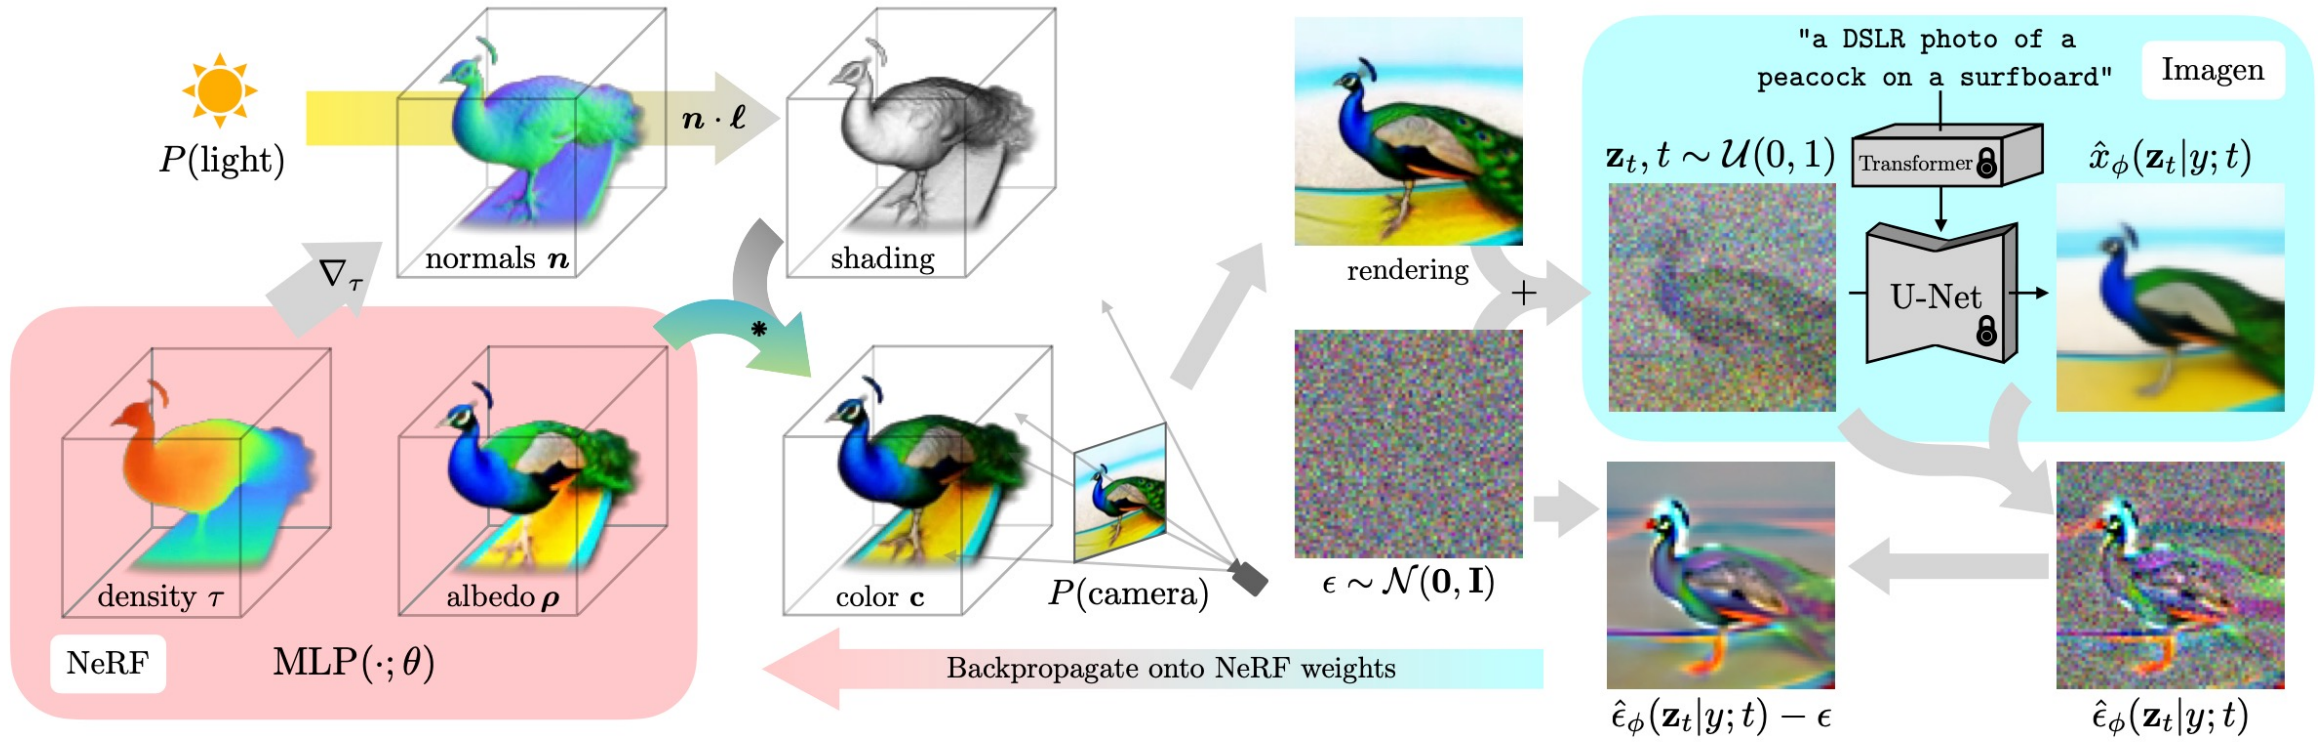 P(light)
∇τ
normals n
n · ℓ
shading
density τ
albedo ρ
NeRF
MLP(·; θ)
*
color c
P(camera)
rendering
+
ϵ ∼ 𝒩(0, I)
Backpropagate onto NeRF weights
"a DSLR photo of a
peacock on a surfboard"
Imagen
z_t, t ∼ 𝒰(0, 1)
Transformer
x̂_ϕ(z_t|y; t)
U-Net
ϵ̂_ϕ(z_t|y; t) − ϵ
ϵ̂_ϕ(z_t|y; t)